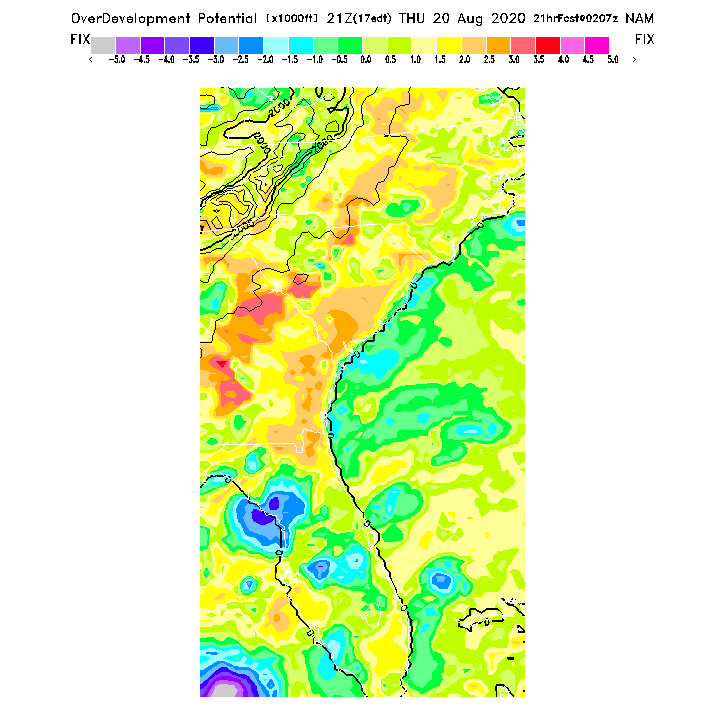 OverDevelopment Potential [x1000ft] 21Z(17edt) THU 20 Aug 2020 21hrFcst@0207z NAM
FIX FIX
< -5.0 -4.5 -4.0 -3.5 -3.0 -2.5 -2.0 -1.5 -1.0 -0.5 0.0 0.5 1.0 1.5 2.0 2.5 3.0 3.5 4.0 4.5 5.0 >
2000
2000